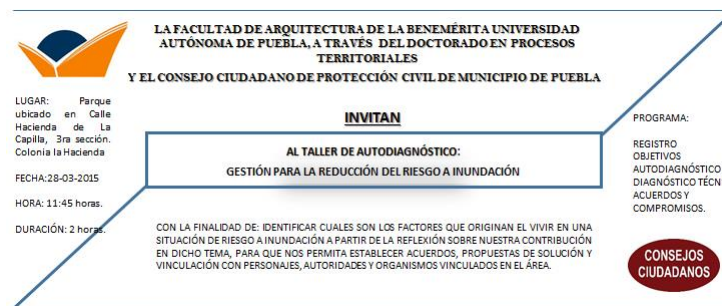 LA FACULTAD DE ARQUITECTURA DE LA BENEMÉRITA UNIVERSIDAD
AUTÓNOMA DE PUEBLA, A TRAVÉS DEL DOCTORADO EN PROCESOS
TERRITORIALES
Y EL CONSEJO CIUDADANO DE PROTECCIÓN CIVIL DE MUNICIPIO DE PUEBLA
LUGAR: Parque
ubicado en Calle
Hacienda de La
Capilla, 3ra sección.
Colonia la Hacienda
FECHA:28-03-2015
HORA: 11:45 horas.
DURACIÓN: 2 horas.
INVITAN
AL TALLER DE AUTODIAGNÓSTICO:
GESTIÓN PARA LA REDUCCIÓN DEL RIESGO A INUNDACIÓN
CON LA FINALIDAD DE: IDENTIFICAR CUALES SON LOS FACTORES QUE ORIGINAN EL VIVIR EN UNA
SITUACIÓN DE RIESGO A INUNDACIÓN A PARTIR DE LA REFLEXIÓN SOBRE NUESTRA CONTRIBUCIÓN
EN DICHO TEMA, PARA QUE NOS PERMITA ESTABLECER ACUERDOS, PROPUESTAS DE SOLUCIÓN Y
VINCULACIÓN CON PERSONAJES, AUTORIDADES Y ORGANISMOS VINCULADOS EN EL ÁREA.
PROGRAMA:
REGISTRO
OBJETIVOS
AUTODIAGNÓSTICO
DIAGNÓSTICO TÉCN
ACUERDOS Y
COMPROMISOS.
CONSEJOS
CIUDADANOS